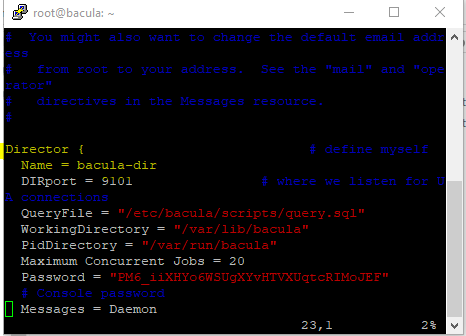 root@bacula: ~
#  You might also want to change the default email addr
ess
#    from root to your address.  See the "mail" and "ope
rator"
#    directives in the Messages resource.
#
Director {                            # define myself
  Name = bacula-dir
  DIRport = 9101                # where we listen for U
A connections
  QueryFile = "/etc/bacula/scripts/query.sql"
  WorkingDirectory = "/var/lib/bacula"
  PidDirectory = "/var/run/bacula"
  Maximum Concurrent Jobs = 20
  Password = "PM6_iiXHYo6WSUgXYvHTVXUqtcRIMoJEF"
  # Console password
  Messages = Daemon
23,1          2%